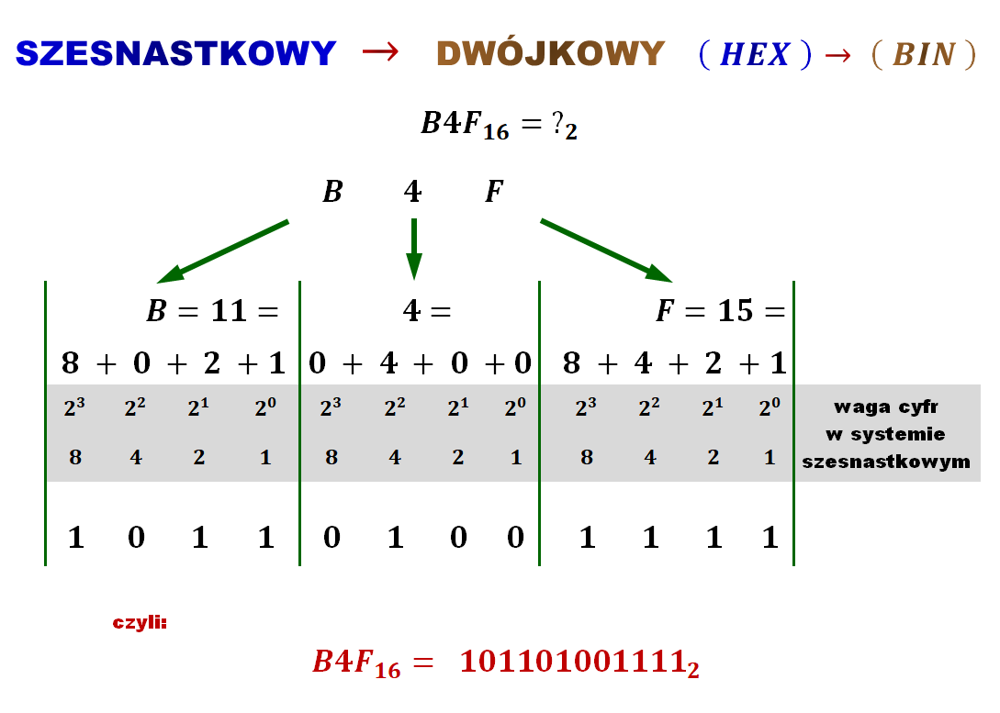 SZESNASTKOWY → DWÓJKOWY ( HEX ) → ( BIN )
B4F₁₆ = ?₂
B 4 F
B = 11 = 4 = F = 15 =
8 + 0 + 2 + 1 0 + 4 + 0 + 0 8 + 4 + 2 + 1
2³ 2² 2¹ 2⁰ 2³ 2² 2¹ 2⁰ 2³ 2² 2¹ 2⁰ waga cyfr
w systemie
8 4 2 1 8 4 2 1 8 4 2 1 szesnastkowym
1 0 1 1 0 1 0 0 1 1 1 1
czyli:
B4F₁₆ = 101101001111₂